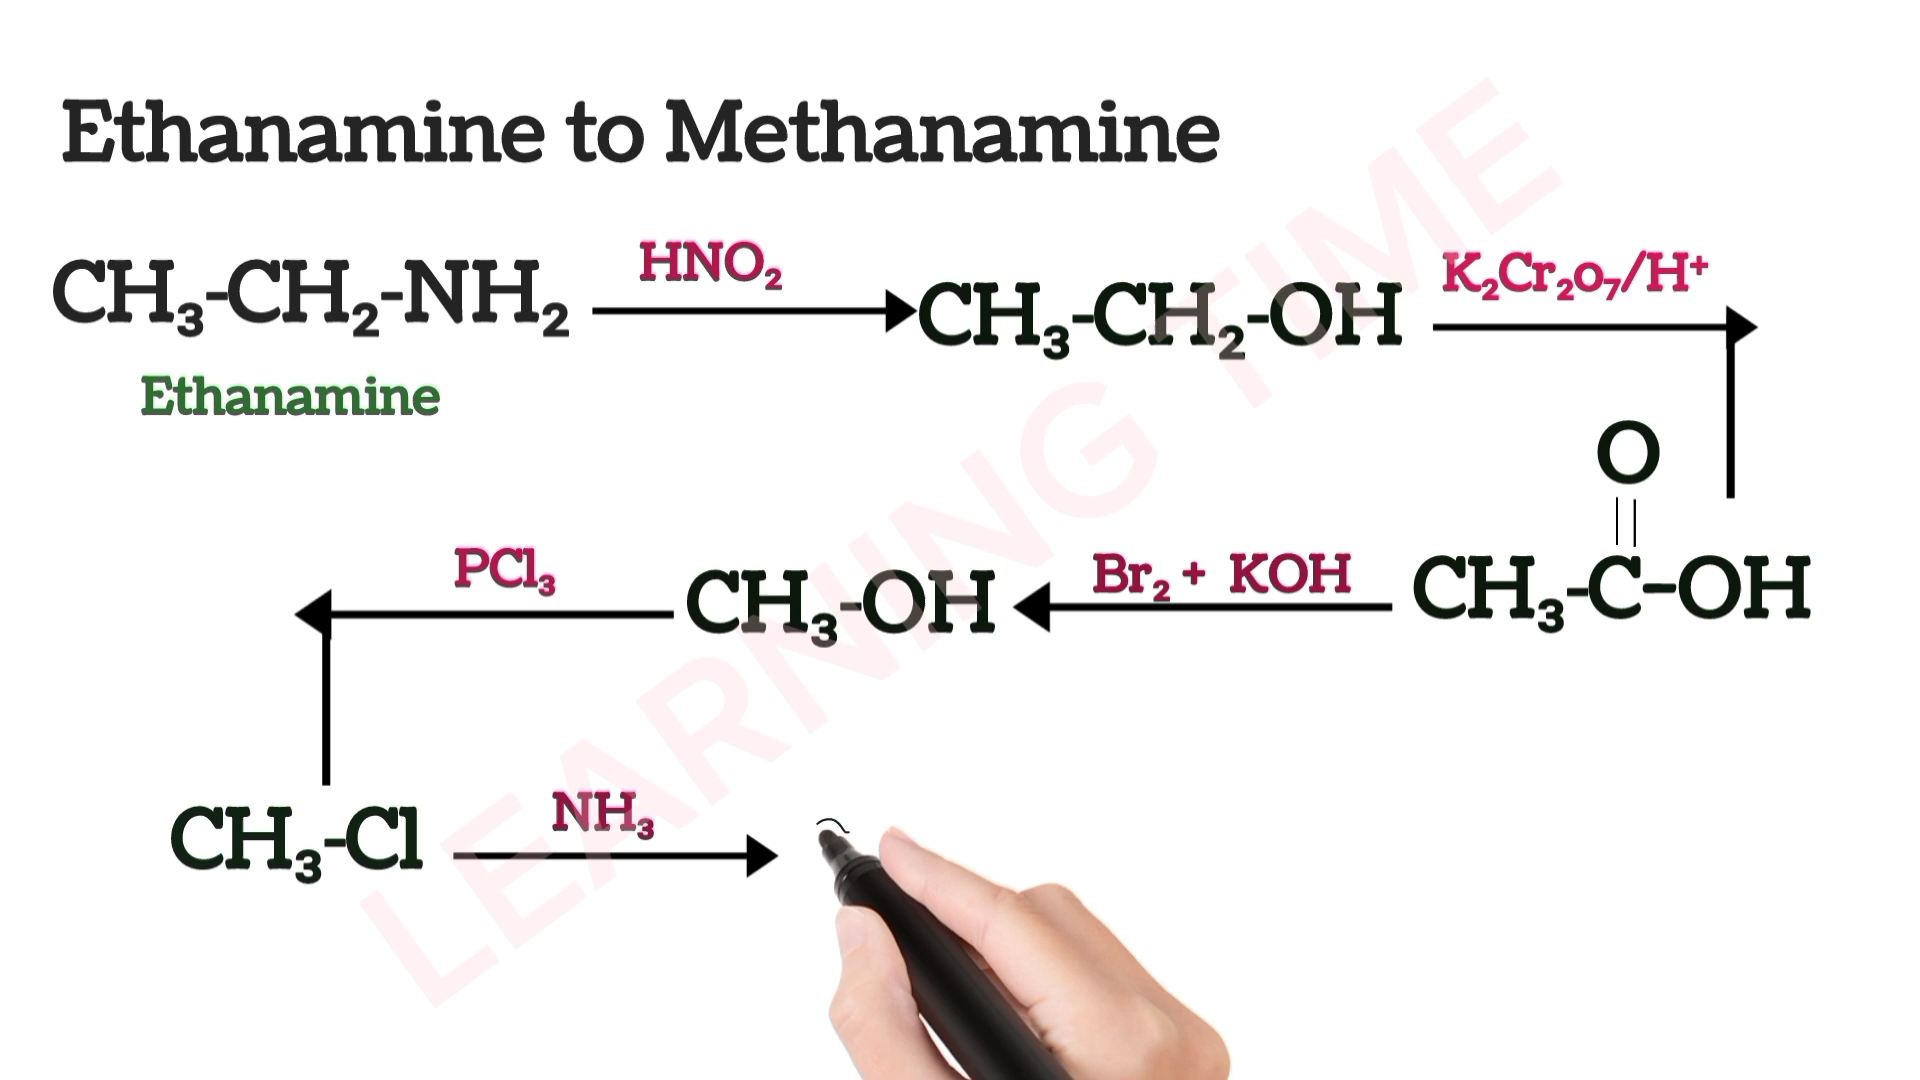 Ethanamine to Methanamine
CH₃-CH₂-NH₂ HNO₂ CH₃-CH₂-OH K₂Cr₂o₇/H⁺
Ethanamine
O
PCl₃ CH₃-OH Br₂ + KOH CH₃-C-OH
CH₃-Cl NH₃
LEARNING TIME